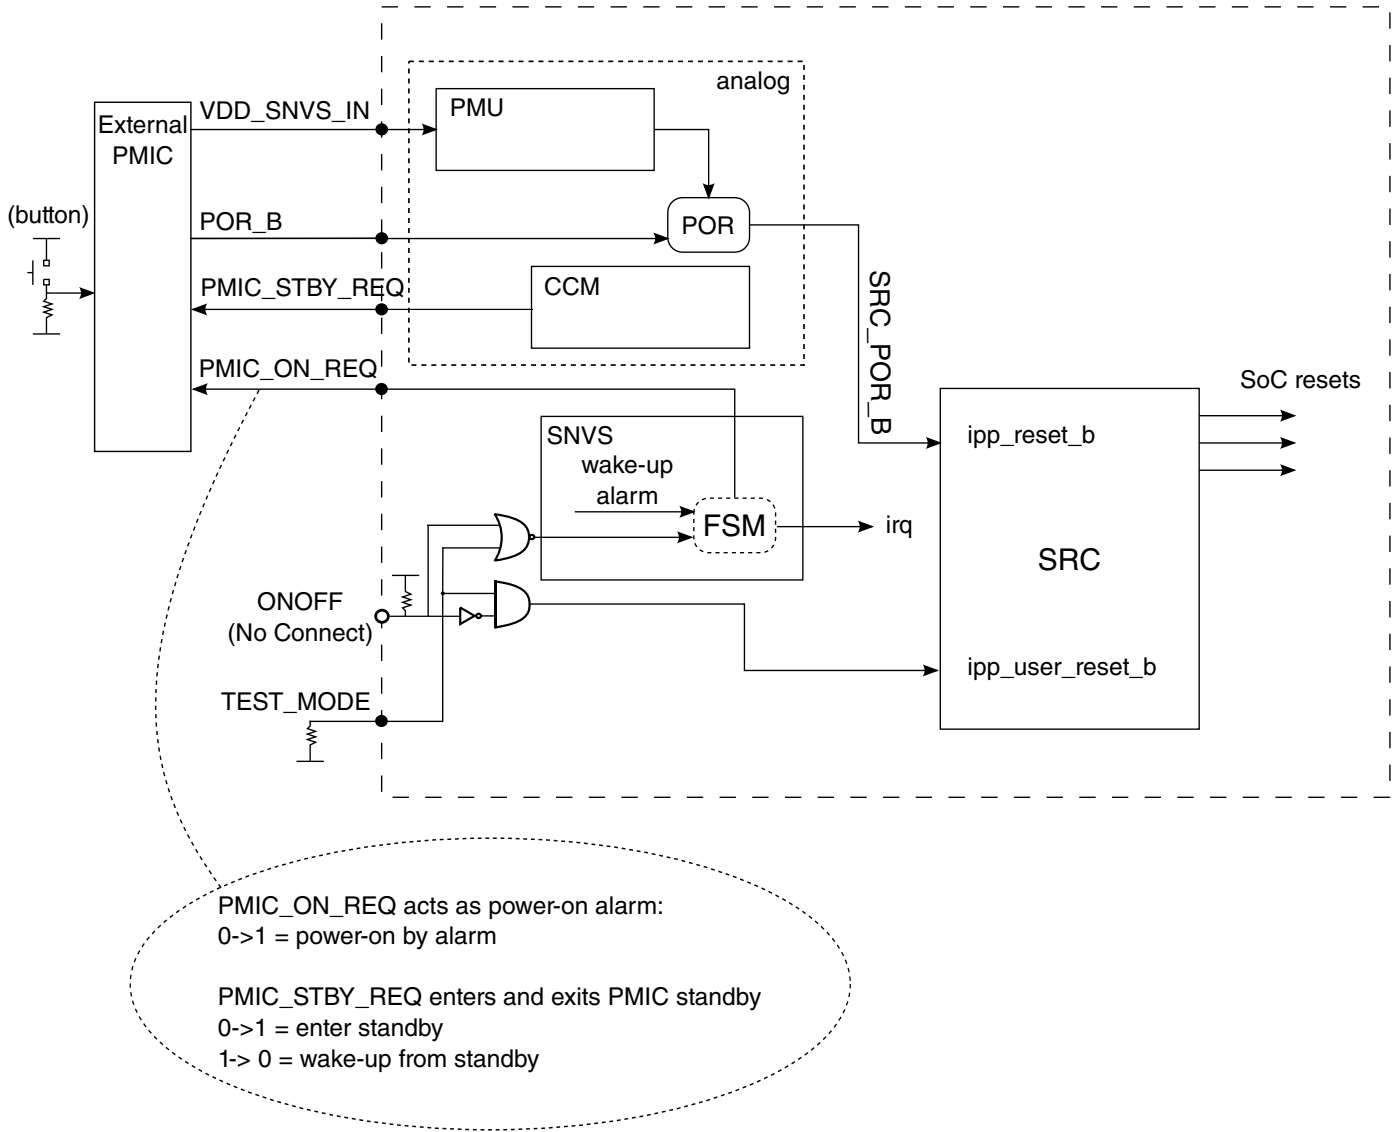 analog
VDD_SNVS_IN
PMU
External
PMIC
(button)
POR_B
POR
PMIC_STBY_REQ
CCM
SRC_POR_B
PMIC_ON_REQ
SoC resets
SNVS
wake-up
alarm
FSM
irq
ipp_reset_b
SRC
ONOFF
(No Connect)
ipp_user_reset_b
TEST_MODE
PMIC_ON_REQ acts as power-on alarm:
0->1 = power-on by alarm
PMIC_STBY_REQ enters and exits PMIC standby
0->1 = enter standby
1-> 0 = wake-up from standby